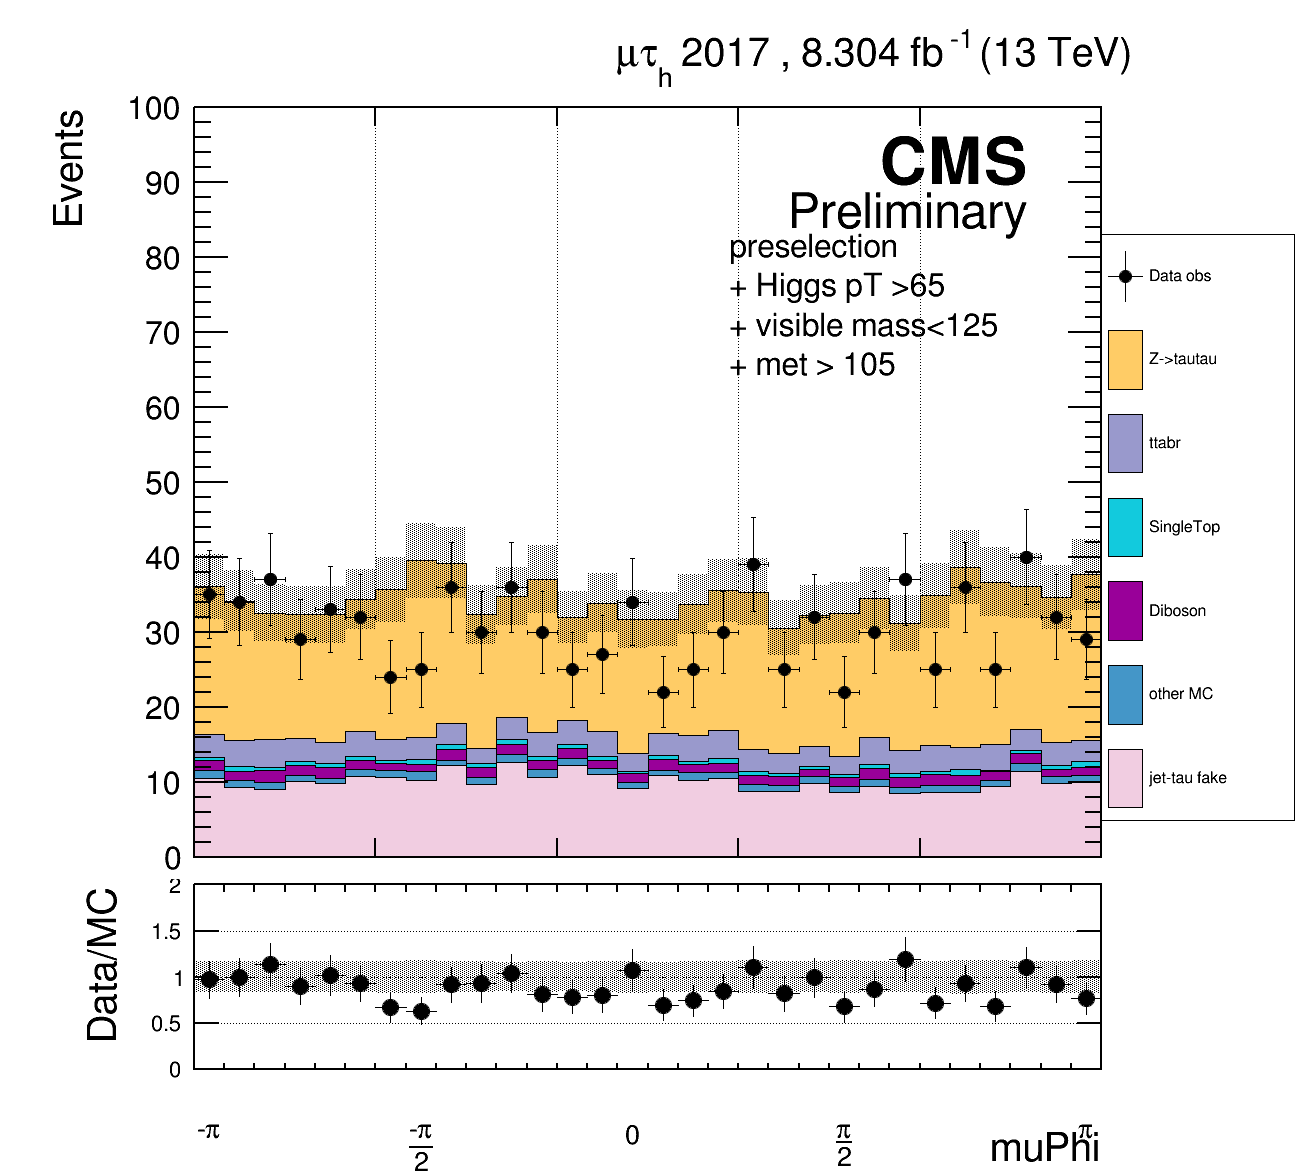 μτh 2017 , 8.304 fb-1 (13 TeV)
Events
100
90
80
70
60
50
40
30
20
10
0
CMS
Preliminary
preselection
+ Higgs pT >65
+ visible mass<125
+ met > 105
Data obs
Z->tautau
ttabr
SingleTop
Diboson
other MC
jet-tau fake
Data/MC
2
1.5
1
0.5
0
-π
-π/2
0
π/2
π
muPhi